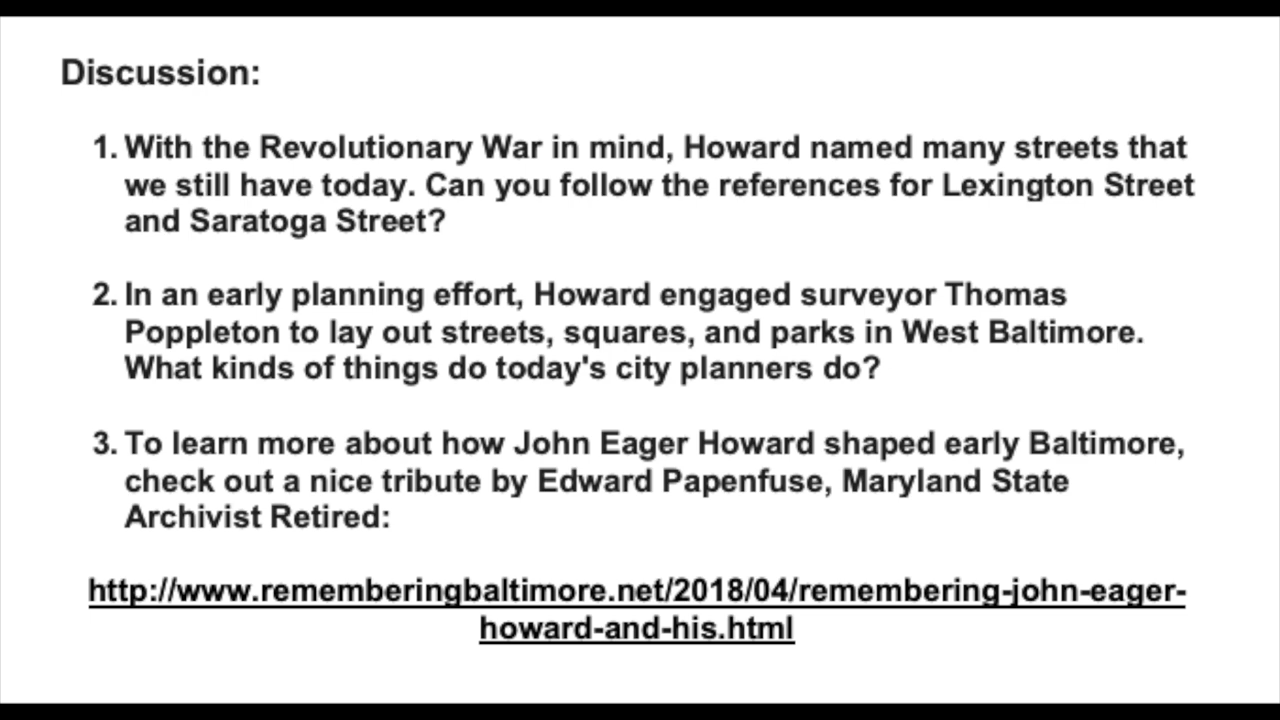 Discussion:
1. With the Revolutionary War in mind, Howard named many streets that
we still have today. Can you follow the references for Lexington Street
and Saratoga Street?
2. In an early planning effort, Howard engaged surveyor Thomas
Poppleton to lay out streets, squares, and parks in West Baltimore.
What kinds of things do today's city planners do?
3. To learn more about how John Eager Howard shaped early Baltimore,
check out a nice tribute by Edward Papenfuse, Maryland State
Archivist Retired:
http://www.rememberingbaltimore.net/2018/04/remembering-john-eager-
howard-and-his.html